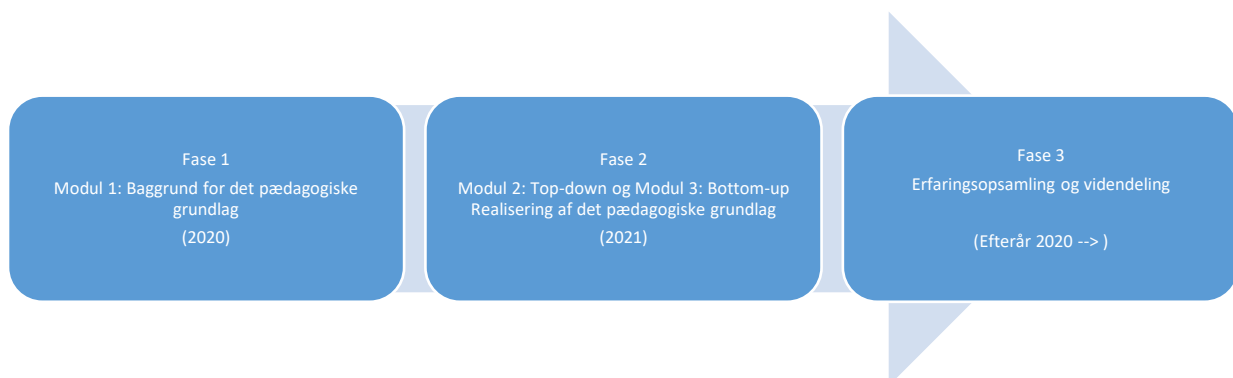 Fase 1
Modul 1: Baggrund for det pædagogiske
grundlag
(2020)
Fase 2
Modul 2: Top-down og Modul 3: Bottom-up
Realisering af det pædagogiske grundlag
(2021)
Fase 3
Erfaringsopsamling og videndeling
(Efterår 2020 --> )